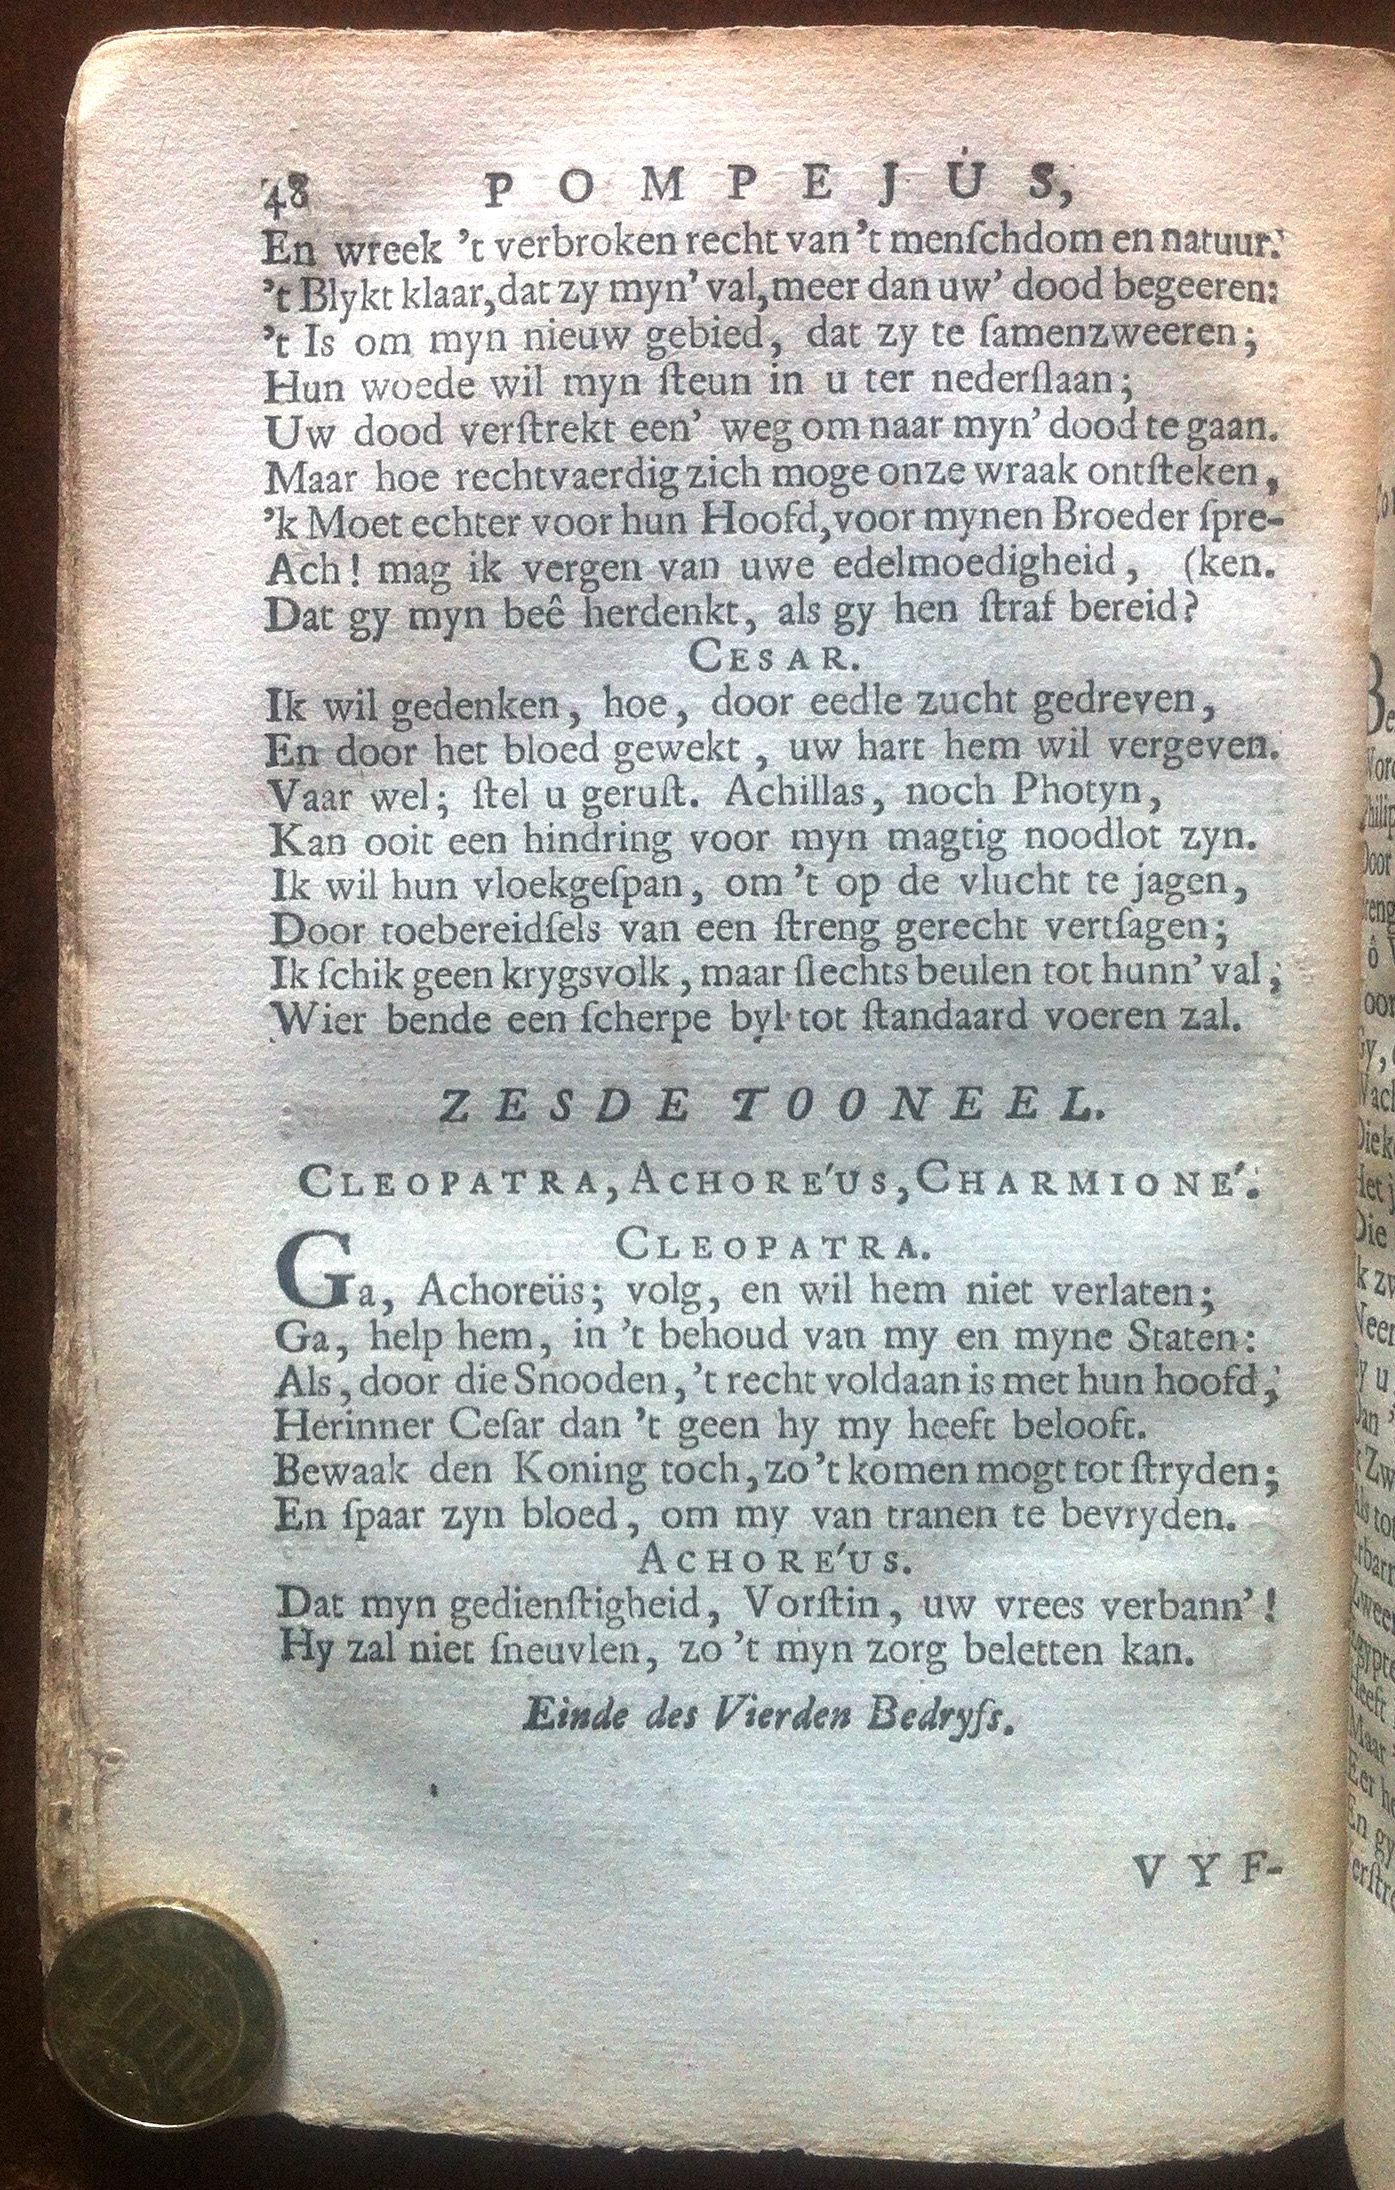 48 POMPEJÚS,
En wreek 't verbroken recht van 't menſchdom en natuur:
't Blykt klaar, dat zy myn' val, meer dan uw' dood begeeren:
't Is om myn nieuw gebied, dat zy te ſamenzweeren;
Hun woede wil myn ſteun in u ter nederſlaan;
Uw dood verſtrekt een' weg om naar myn' dood te gaan.
Maar hoe rechtvaerdig zich moge onze wraak ontſteken,
'k Moet echter voor hun Hoofd, voor mynen Broeder ſpre-
Ach! mag ik vergen van uwe edelmoedigheid, (ken.
Dat gy myn beê herdenkt, als gy hen ſtraf bereid?
CESAR.
Ik wil gedenken, hoe, door eedle zucht gedreven,
En door het bloed gewekt, uw hart hem wil vergeven.
Vaar wel; ſtel u geruſt. Achillas, noch Photyn,
Kan ooit een hindring voor myn magtig noodlot zyn.
Ik wil hun vloekgeſpan, om 't op de vlucht te jagen,
Door toebereidſels van een ſtreng gerecht vertſagen;
Ik ſchik geen krygsvolk, maar ſlechts beulen tot hunn' val,
Wier bende een ſcherpe byl tot ſtandaard voeren zal.
ZESDE TOONEEL.
CLEOPATRA, ACHORE'US, CHARMIONE'.
CLEOPATRA.
Ga, Achoreüs; volg, en wil hem niet verlaten;
Ga, help hem, in 't behoud van my en myne Staten:
Als, door die Snooden, 't recht voldaan is met hun hoofd,
Herinner Ceſar dan 't geen hy my heeft belooft.
Bewaak den Koning toch, zo 't komen mogt tot ſtryden;
En ſpaar zyn bloed, om my van tranen te bevryden.
ACHORE'US.
Dat myn gedienſtigheid, Vorſtin, uw vrees verbann'!
Hy zal niet ſneuvlen, zo 't myn zorg beletten kan.
Einde des Vierden Bedryfs.
VYF-